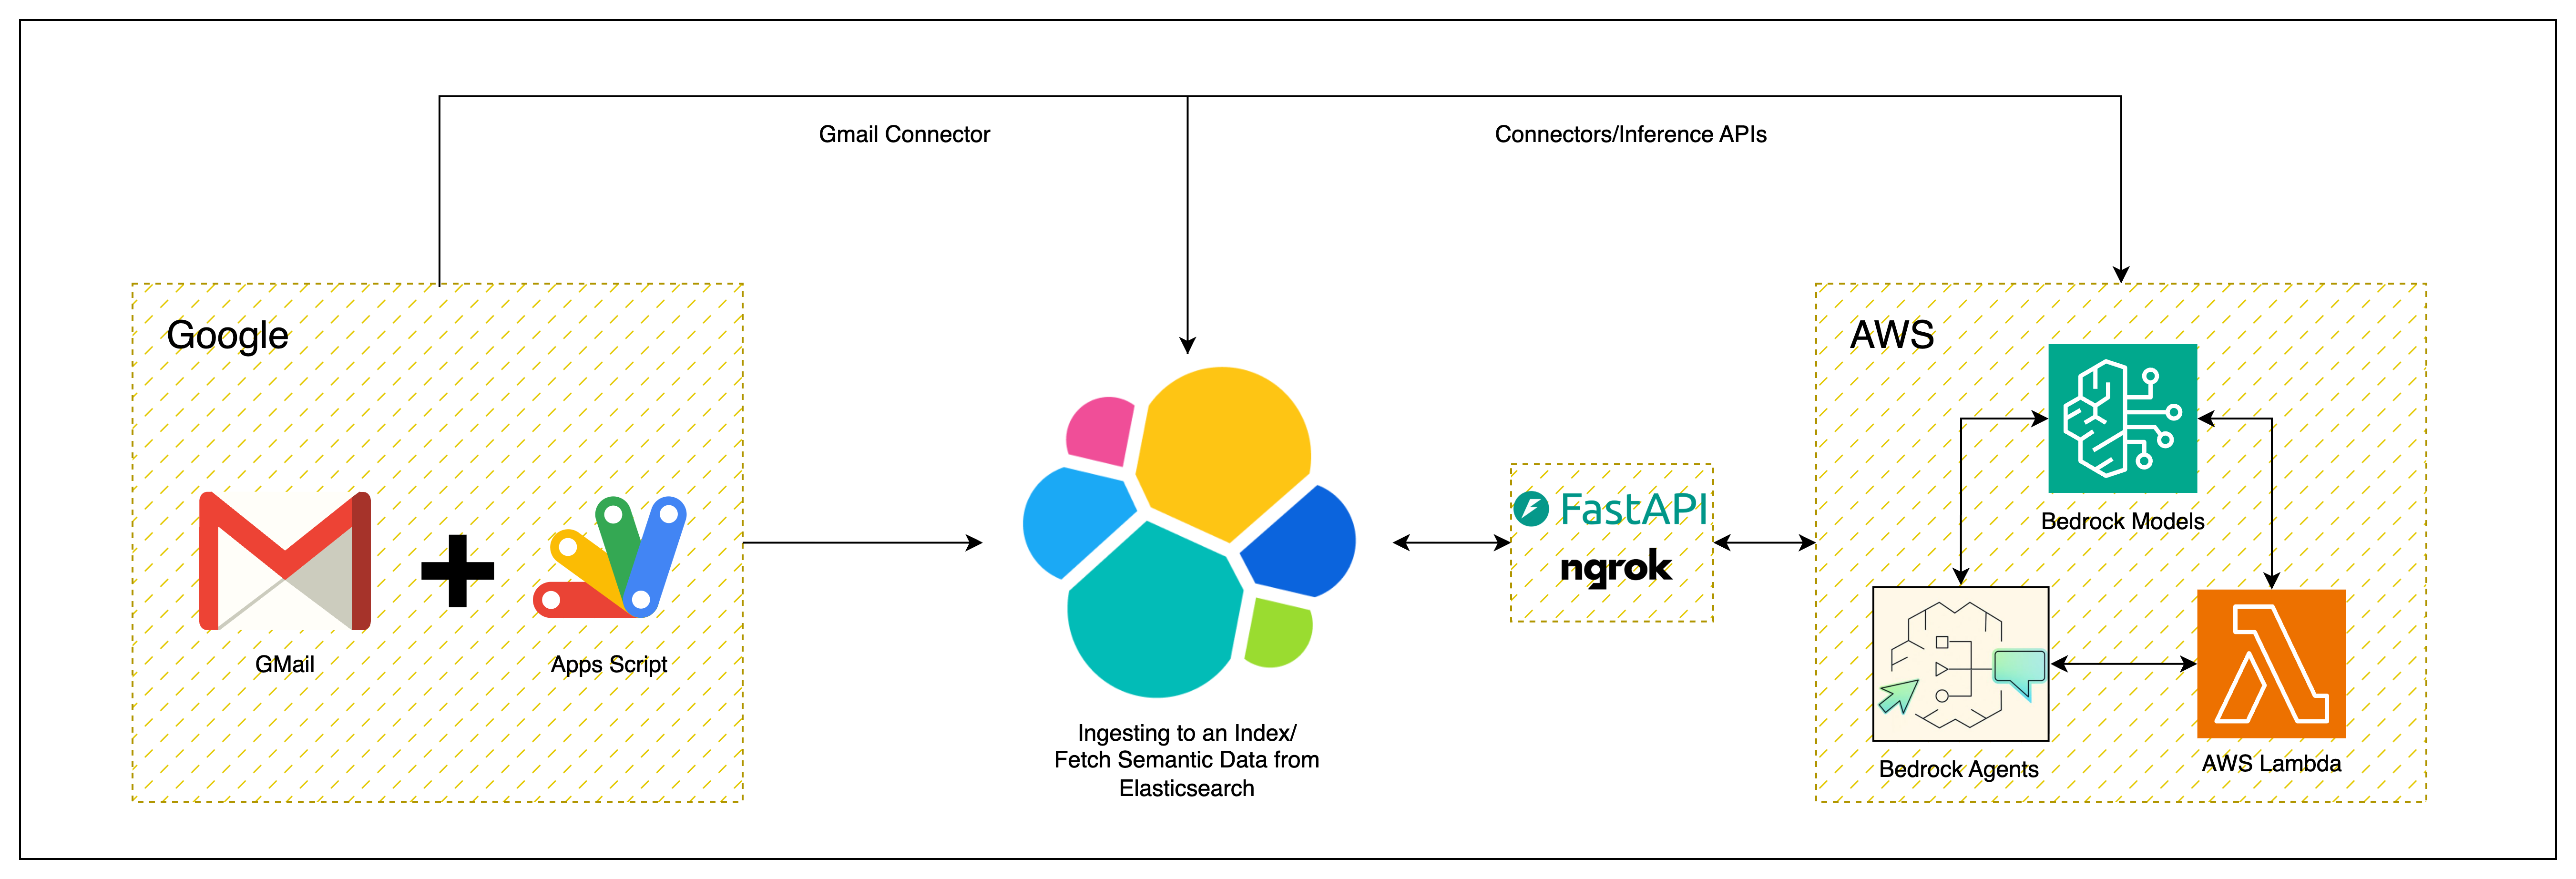 Gmail Connector
Connectors/Inference APIs
Google
GMail
Apps Script
Ingesting to an Index/
Fetch Semantic Data from
Elasticsearch
FastAPI
ngrok
AWS
Bedrock Models
Bedrock Agents
AWS Lambda